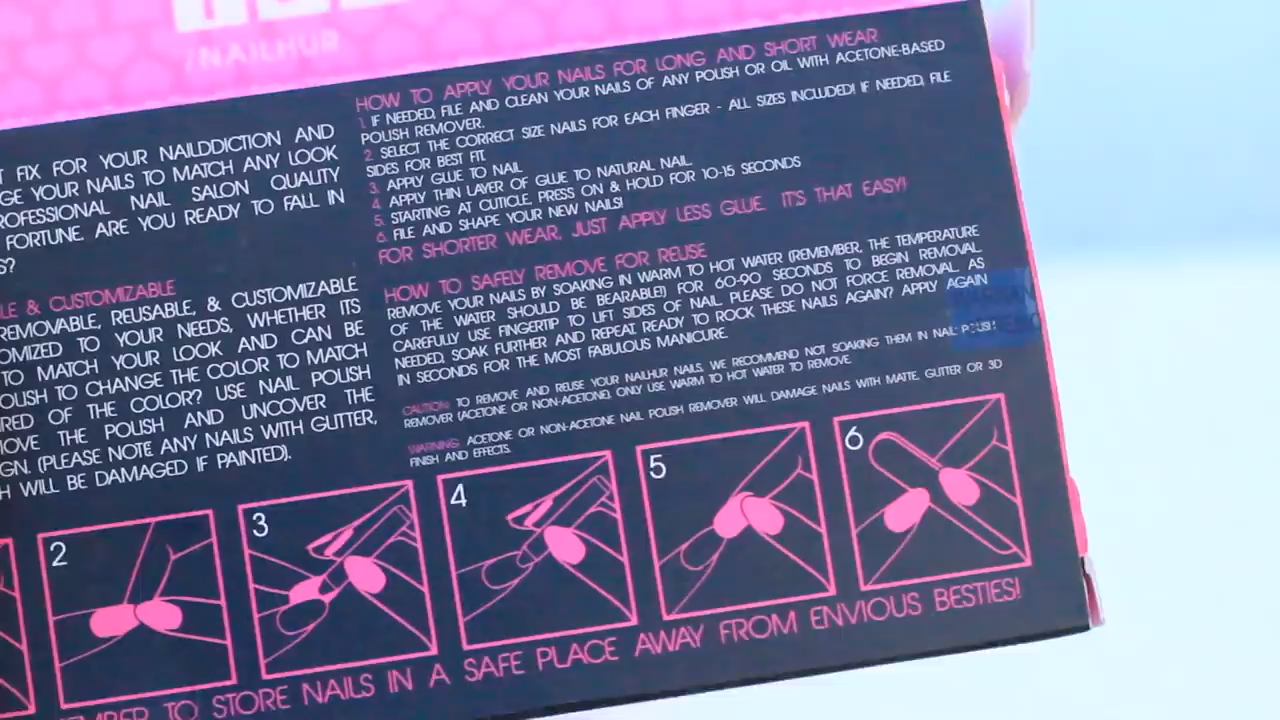 /NAILHUR
T FIX FOR YOUR NAILDDICTION AND
GE YOUR NAILS TO MATCH ANY LOOK
ROFESSIONAL NAIL SALON QUALITY
FORTUNE. ARE YOU READY TO FALL IN
S?
LE & CUSTOMIZABLE
REMOVABLE, REUSABLE, & CUSTOMIZABLE
OMIZED TO YOUR NEEDS, WHETHER ITS
TO MATCH YOUR LOOK AND CAN BE
OLISH TO CHANGE THE COLOR TO MATCH
IRED OF THE COLOR? USE NAIL POLISH
MOVE THE POLISH AND UNCOVER THE
GN. (PLEASE NOTE ANY NAILS WITH GLITTER,
H WILL BE DAMAGED IF PAINTED).
HOW TO APPLY YOUR NAILS FOR LONG AND SHORT WEAR
1. IF NEEDED, FILE AND CLEAN YOUR NAILS OF ANY POLISH OR OIL WITH ACETONE-BASED
POLISH REMOVER.
2. SELECT THE CORRECT SIZE NAILS FOR EACH FINGER - ALL SIZES INCLUDED! IF NEEDED, FILE
SIDES FOR BEST FIT.
3. APPLY GLUE TO NAIL
4. APPLY THIN LAYER OF GLUE TO NATURAL NAIL.
5. STARTING AT CUTICLE, PRESS ON & HOLD FOR 10-15 SECONDS
6. FILE AND SHAPE YOUR NEW NAILS!
FOR SHORTER WEAR, JUST APPLY LESS GLUE. IT'S THAT EASY!
HOW TO SAFELY REMOVE FOR REUSE
REMOVE YOUR NAILS BY SOAKING IN WARM TO HOT WATER (REMEMBER, THE TEMPERATURE
OF THE WATER SHOULD BE BEARABLE!) FOR 60-90 SECONDS TO BEGIN REMOVAL.
CAREFULLY USE FINGERTIP TO LIFT SIDES OF NAIL. PLEASE DO NOT FORCE REMOVAL. AS
NEEDED, SOAK FURTHER AND REPEAT. READY TO ROCK THESE NAILS AGAIN? APPLY AGAIN
IN SECONDS FOR THE MOST FABULOUS MANICURE.
CAUTION: TO REMOVE AND REUSE YOUR NAILHUR NAILS, WE RECOMMEND NOT SOAKING THEM IN NAIL POLISH
REMOVER (ACETONE OR NON-ACETONE). ONLY USE WARM TO HOT WATER TO REMOVE.
WARNING: ACETONE OR NON-ACETONE NAIL POLISH REMOVER WILL DAMAGE NAILS WITH MATTE, GLITTER OR 3D
FINISH AND EFFECTS.
2
3
4
5
6
EMBER TO STORE NAILS IN A SAFE PLACE AWAY FROM ENVIOUS BESTIES!